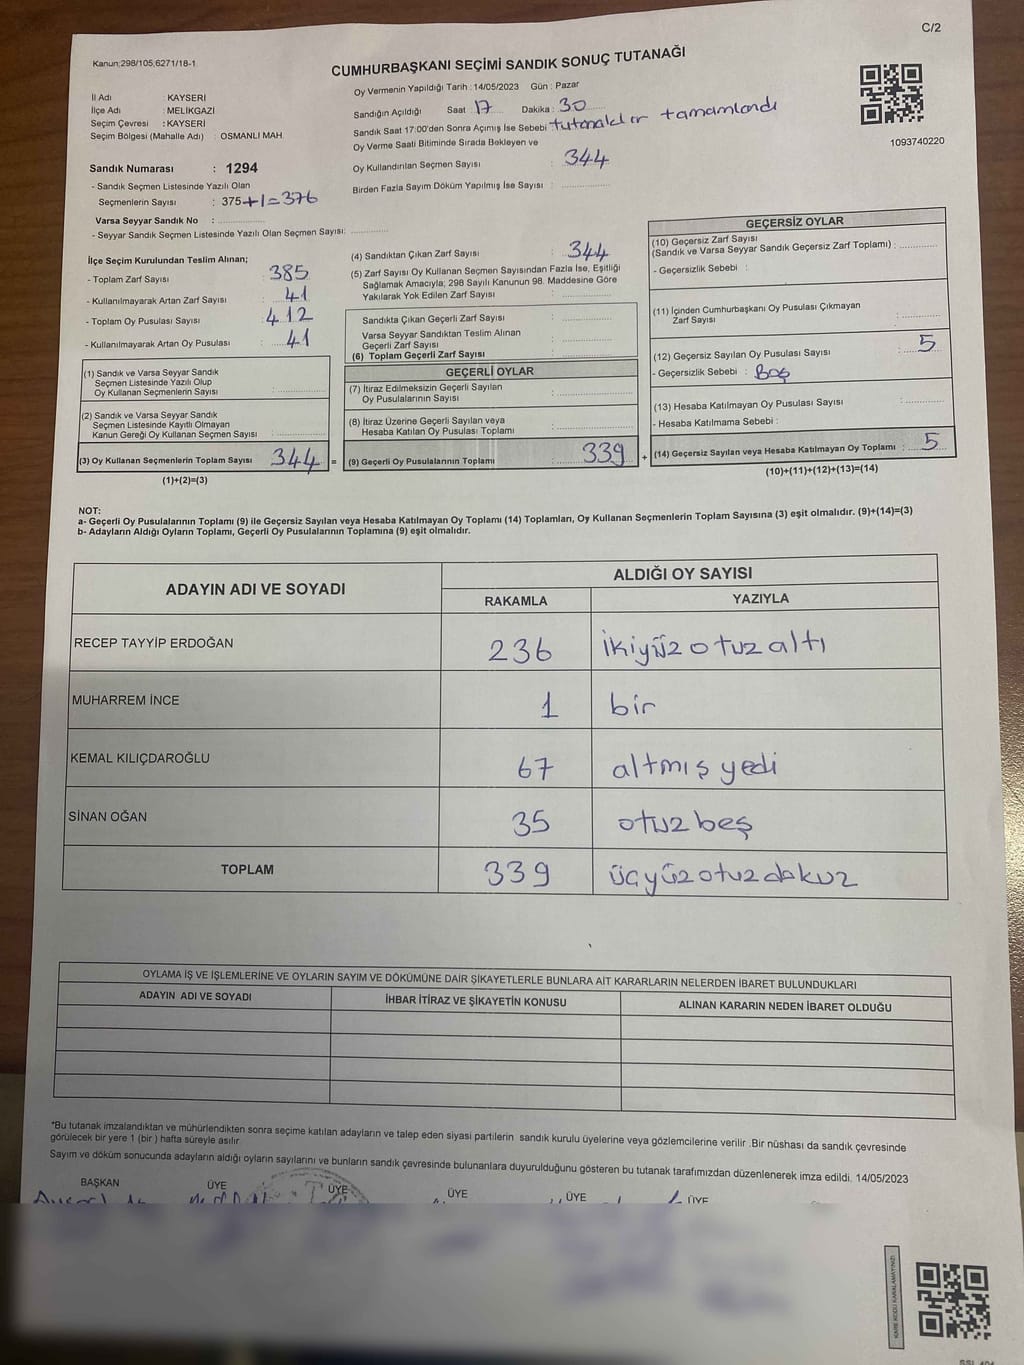 C/2
Kanun;298/105,6271/18-1
CUMHURBAŞKANI SEÇİMİ SANDIK SONUÇ TUTANAĞI
Oy Vermenin Yapıldığı Tarih : 14/05/2023 Gün : Pazar
İl Adı : KAYSERI
İlçe Adı : MELIKGAZI
Seçim Çevresi : KAYSERI
Seçim Bölgesi (Mahalle Adı) : OSMANLI MAH.
Sandığın Açıldığı Saat : 17 Dakika : 30
Sandık Saat 17:00'den Sonra Açımış İse Sebebi : tutanaklar tamamlandı
Oy Verme Saati Bitiminde Sırada Bekleyen ve
Oy Kullandırılan Seçmen Sayısı : 344
Birden Fazla Sayım Döküm Yapılmış İse Sayısı :
1093740220
Sandık Numarası : 1294
- Sandık Seçmen Listesinde Yazılı Olan
Seçmenlerin Sayısı : 375+1=376
Varsa Seyyar Sandık No :
- Seyyar Sandık Seçmen Listesinde Yazılı Olan Seçmen Sayısı:
İlçe Seçim Kurulundan Teslim Alınan;
- Toplam Zarf Sayısı : 385
- Kullanılmayarak Artan Zarf Sayısı : 41
- Toplam Oy Pusulası Sayısı : 412
- Kullanılmayarak Artan Oy Pusulası : 41
(1) Sandık ve Varsa Seyyar Sandık
Seçmen Listesinde Yazılı Olup
Oy Kullanan Seçmenlerin Sayısı :
(2) Sandık ve Varsa Seyyar Sandık
Seçmen Listesinde Kayıtlı Olmayan
Kanun Gereği Oy Kullanan Seçmen Sayısı :
(3) Oy Kullanan Seçmenlerin Toplam Sayısı 344 =
(1)+(2)=(3)
(4) Sandıktan Çıkan Zarf Sayısı : 344
(5) Zarf Sayısı Oy Kullanan Seçmen Sayısından Fazla İse, Eşitliği
Sağlamak Amacıyla; 298 Sayılı Kanunun 98. Maddesine Göre
Yakılarak Yok Edilen Zarf Sayısı :
Sandıkta Çıkan Geçerli Zarf Sayısı :
Varsa Seyyar Sandıktan Teslim Alınan
Geçerli Zarf Sayısı :
(6) Toplam Geçerli Zarf Sayısı :
GEÇERLİ OYLAR
(7) İtiraz Edilmeksizin Geçerli Sayılan
Oy Pusulalarının Sayısı :
(8) İtiraz Üzerine Geçerli Sayılan veya
Hesaba Katılan Oy Pusulası Toplamı :
(9) Geçerli Oy Pusulalarının Toplamı : 339 +
GEÇERSİZ OYLAR
(10) Geçersiz Zarf Sayısı
(Sandık ve Varsa Seyyar Sandık Geçersiz Zarf Toplamı) :
- Geçersizlik Sebebi :
(11) İçinden Cumhurbaşkanı Oy Pusulası Çıkmayan
Zarf Sayısı :
(12) Geçersiz Sayılan Oy Pusulası Sayısı : 5
- Geçersizlik Sebebi : Boş
(13) Hesaba Katılmayan Oy Pusulası Sayısı :
- Hesaba Katılmama Sebebi :
(14) Geçersiz Sayılan veya Hesaba Katılmayan Oy Toplamı : 5
(10)+(11)+(12)+(13)=(14)
NOT:
a- Geçerli Oy Pusulalarının Toplamı (9) ile Geçersiz Sayılan veya Hesaba Katılmayan Oy Toplamı (14) Toplamları, Oy Kullanan Seçmenlerin Toplam Sayısına (3) eşit olmalıdır. (9)+(14)=(3)
b- Adayların Aldığı Oyların Toplamı, Geçerli Oy Pusulalarının Toplamına (9) eşit olmalıdır.
ADAYIN ADI VE SOYADI
ALDIĞI OY SAYISI
RAKAMLA YAZIYLA
RECEP TAYYİP ERDOĞAN 236 ikiyüz otuz altı
MUHARREM İNCE 1 bir
KEMAL KILIÇDAROĞLU 67 altmış yedi
SİNAN OĞAN 35 otuz beş
TOPLAM 339 üçyüz otuz dokuz
OYLAMA İŞ VE İŞLEMLERİNE VE OYLARIN SAYIM VE DÖKÜMÜNE DAİR ŞİKAYETLERLE BUNLARA AİT KARARLARIN NELERDEN İBARET BULUNDUKLARI
ADAYIN ADI VE SOYADI İHBAR İTİRAZ VE ŞİKAYETİN KONUSU ALINAN KARARIN NEDEN İBARET OLDUĞU
*Bu tutanak imzalandıktan ve mühürlendikten sonra seçime katılan adayların ve talep eden siyasi partilerin sandık kurulu üyelerine veya gözlemcilerine verilir .Bir nüshası da sandık çevresinde
görülecek bir yere 1 (bir ) hafta süreyle asılır.
Sayım ve döküm sonucunda adayların aldığı oyların sayılarını ve bunların sandık çevresinde bulunanlara duyurulduğunu gösteren bu tutanak tarafımızdan düzenlenerek imza edildi. 14/05/2023
BAŞKAN ÜYE ÜYE ÜYE ÜYE ÜYE
KARE KODU KARALAMAYINIZ!